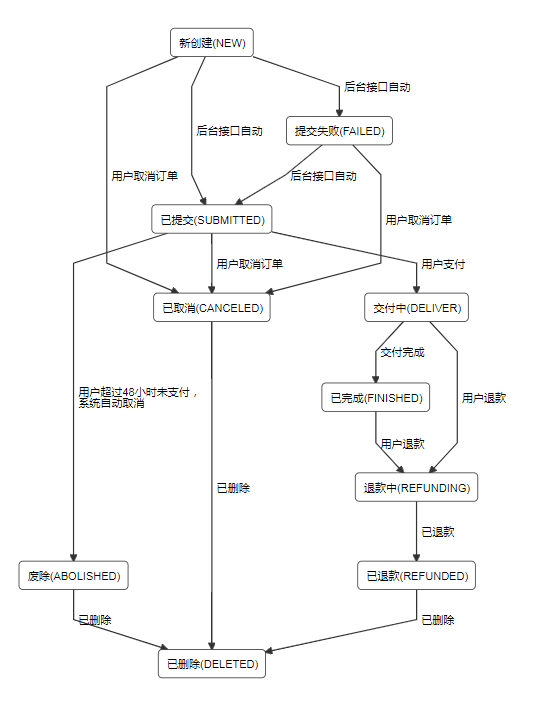 新创建(NEW)
后台接口自动
提交失败(FAILED)
后台接口自动
用户取消订单
后台接口自动
已提交(SUBMITTED)
用户取消订单
用户取消订单
用户支付
已取消(CANCELED)
交付中(DELIVER)
交付完成
用户超过48小时未支付，
系统自动取消
已完成(FINISHED)
用户退款
用户退款
退款中(REFUNDING)
已删除
已退款
废除(ABOLISHED)
已退款(REFUNDED)
已删除
已删除
已删除(DELETED)